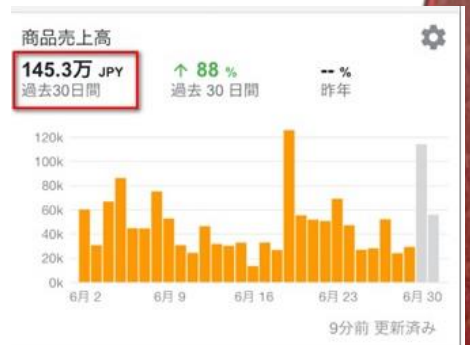 商品売上高
145.3万 JPY ↑ 88 % -- %
過去30日間 過去 30 日間 昨年
120k
100k
80k
60k
40k
20k
0k
6月 2 6月 9 6月 16 6月 23 6月 30
9分前 更新済み